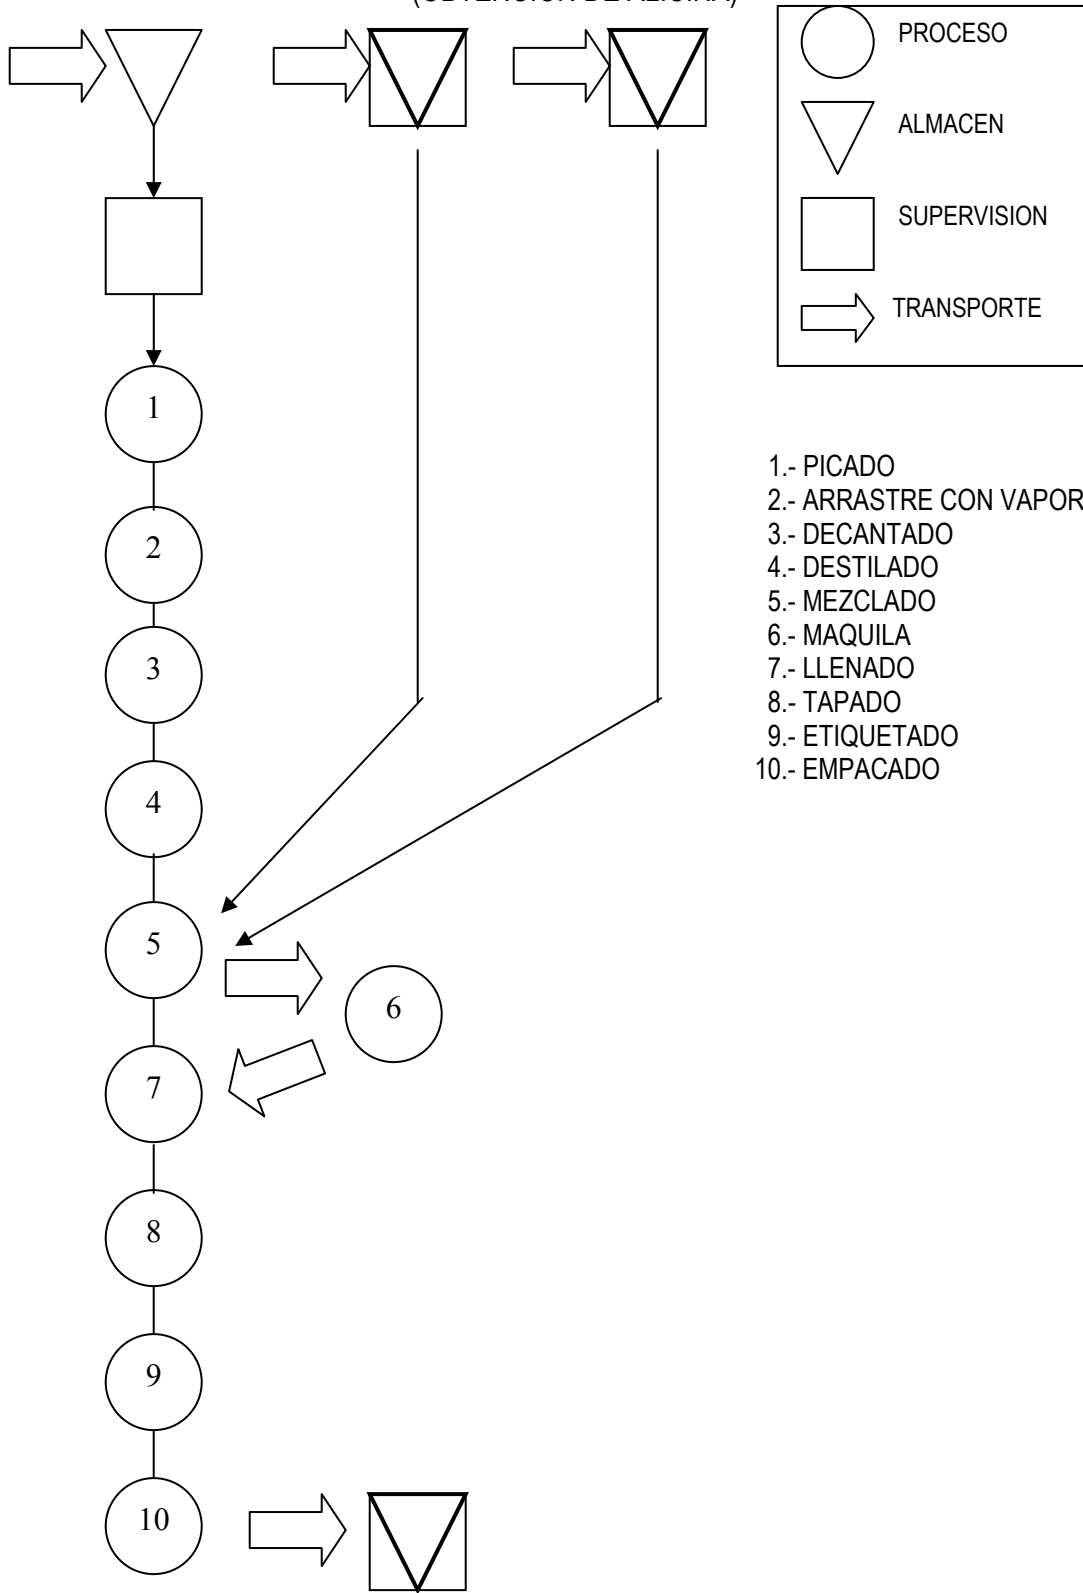 PROCESO
ALMACEN
SUPERVISION
TRANSPORTE
1
2
3
4
5
6
7
8
9
10
1.- PICADO
2.- ARRASTRE CON VAPOR
3.- DECANTADO
4.- DESTILADO
5.- MEZCLADO
6.- MAQUILA
7.- LLENADO
8.- TAPADO
9.- ETIQUETADO
10.- EMPACADO